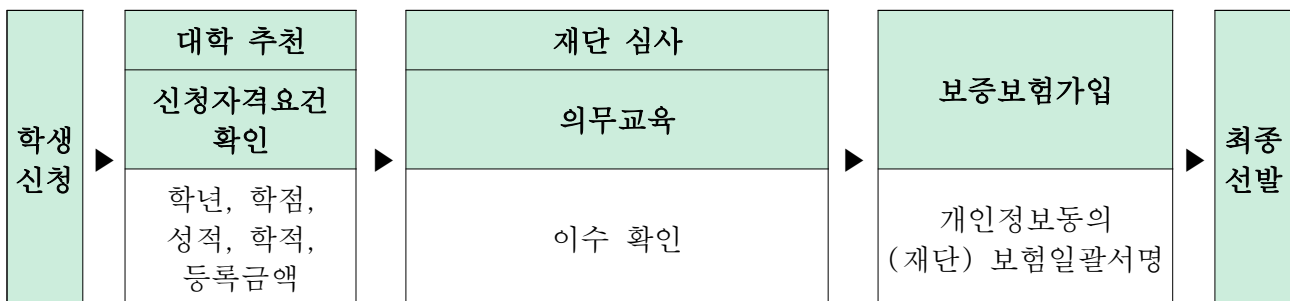 학생
신청
▶
대학 추천
신청자격요건
확인
학년, 학점,
성적, 학적,
등록금액
▶
재단 심사
의무교육
이수 확인
▶
보증보험가입
개인정보동의
(재단) 보험일괄서명
▶
최종
선발